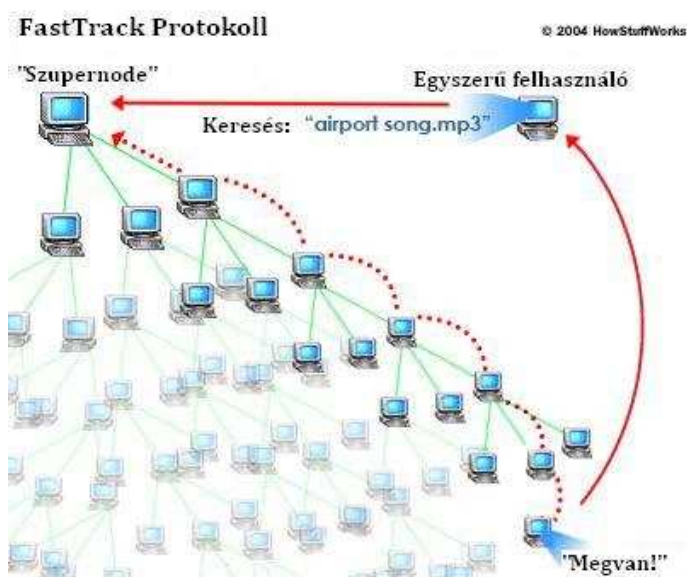 FastTrack Protokoll
© 2004 HowStuffWorks
"Szupernode"
Egyszerű felhasználó
Keresés: "airport song.mp3"
"Megvan!"